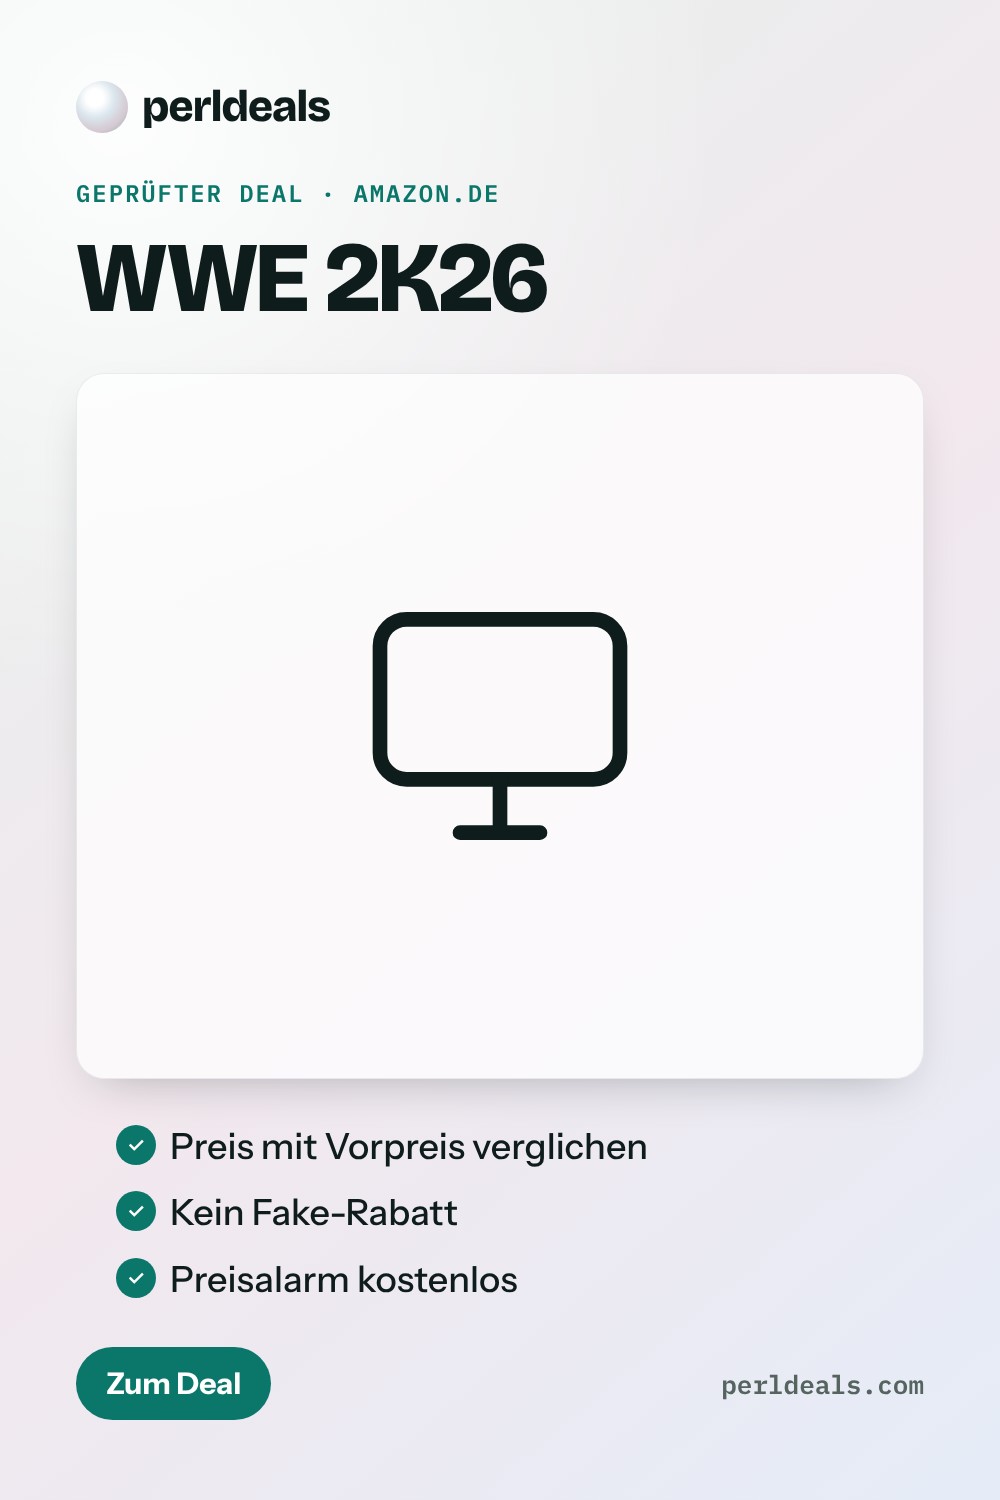 perldeals
GEPRÜFTER DEAL · AMAZON.DE
WWE 2K26
Preis mit Vorpreis verglichen
Kein Fake-Rabatt
Preisalarm kostenlos
Zum Deal
perldeals.com